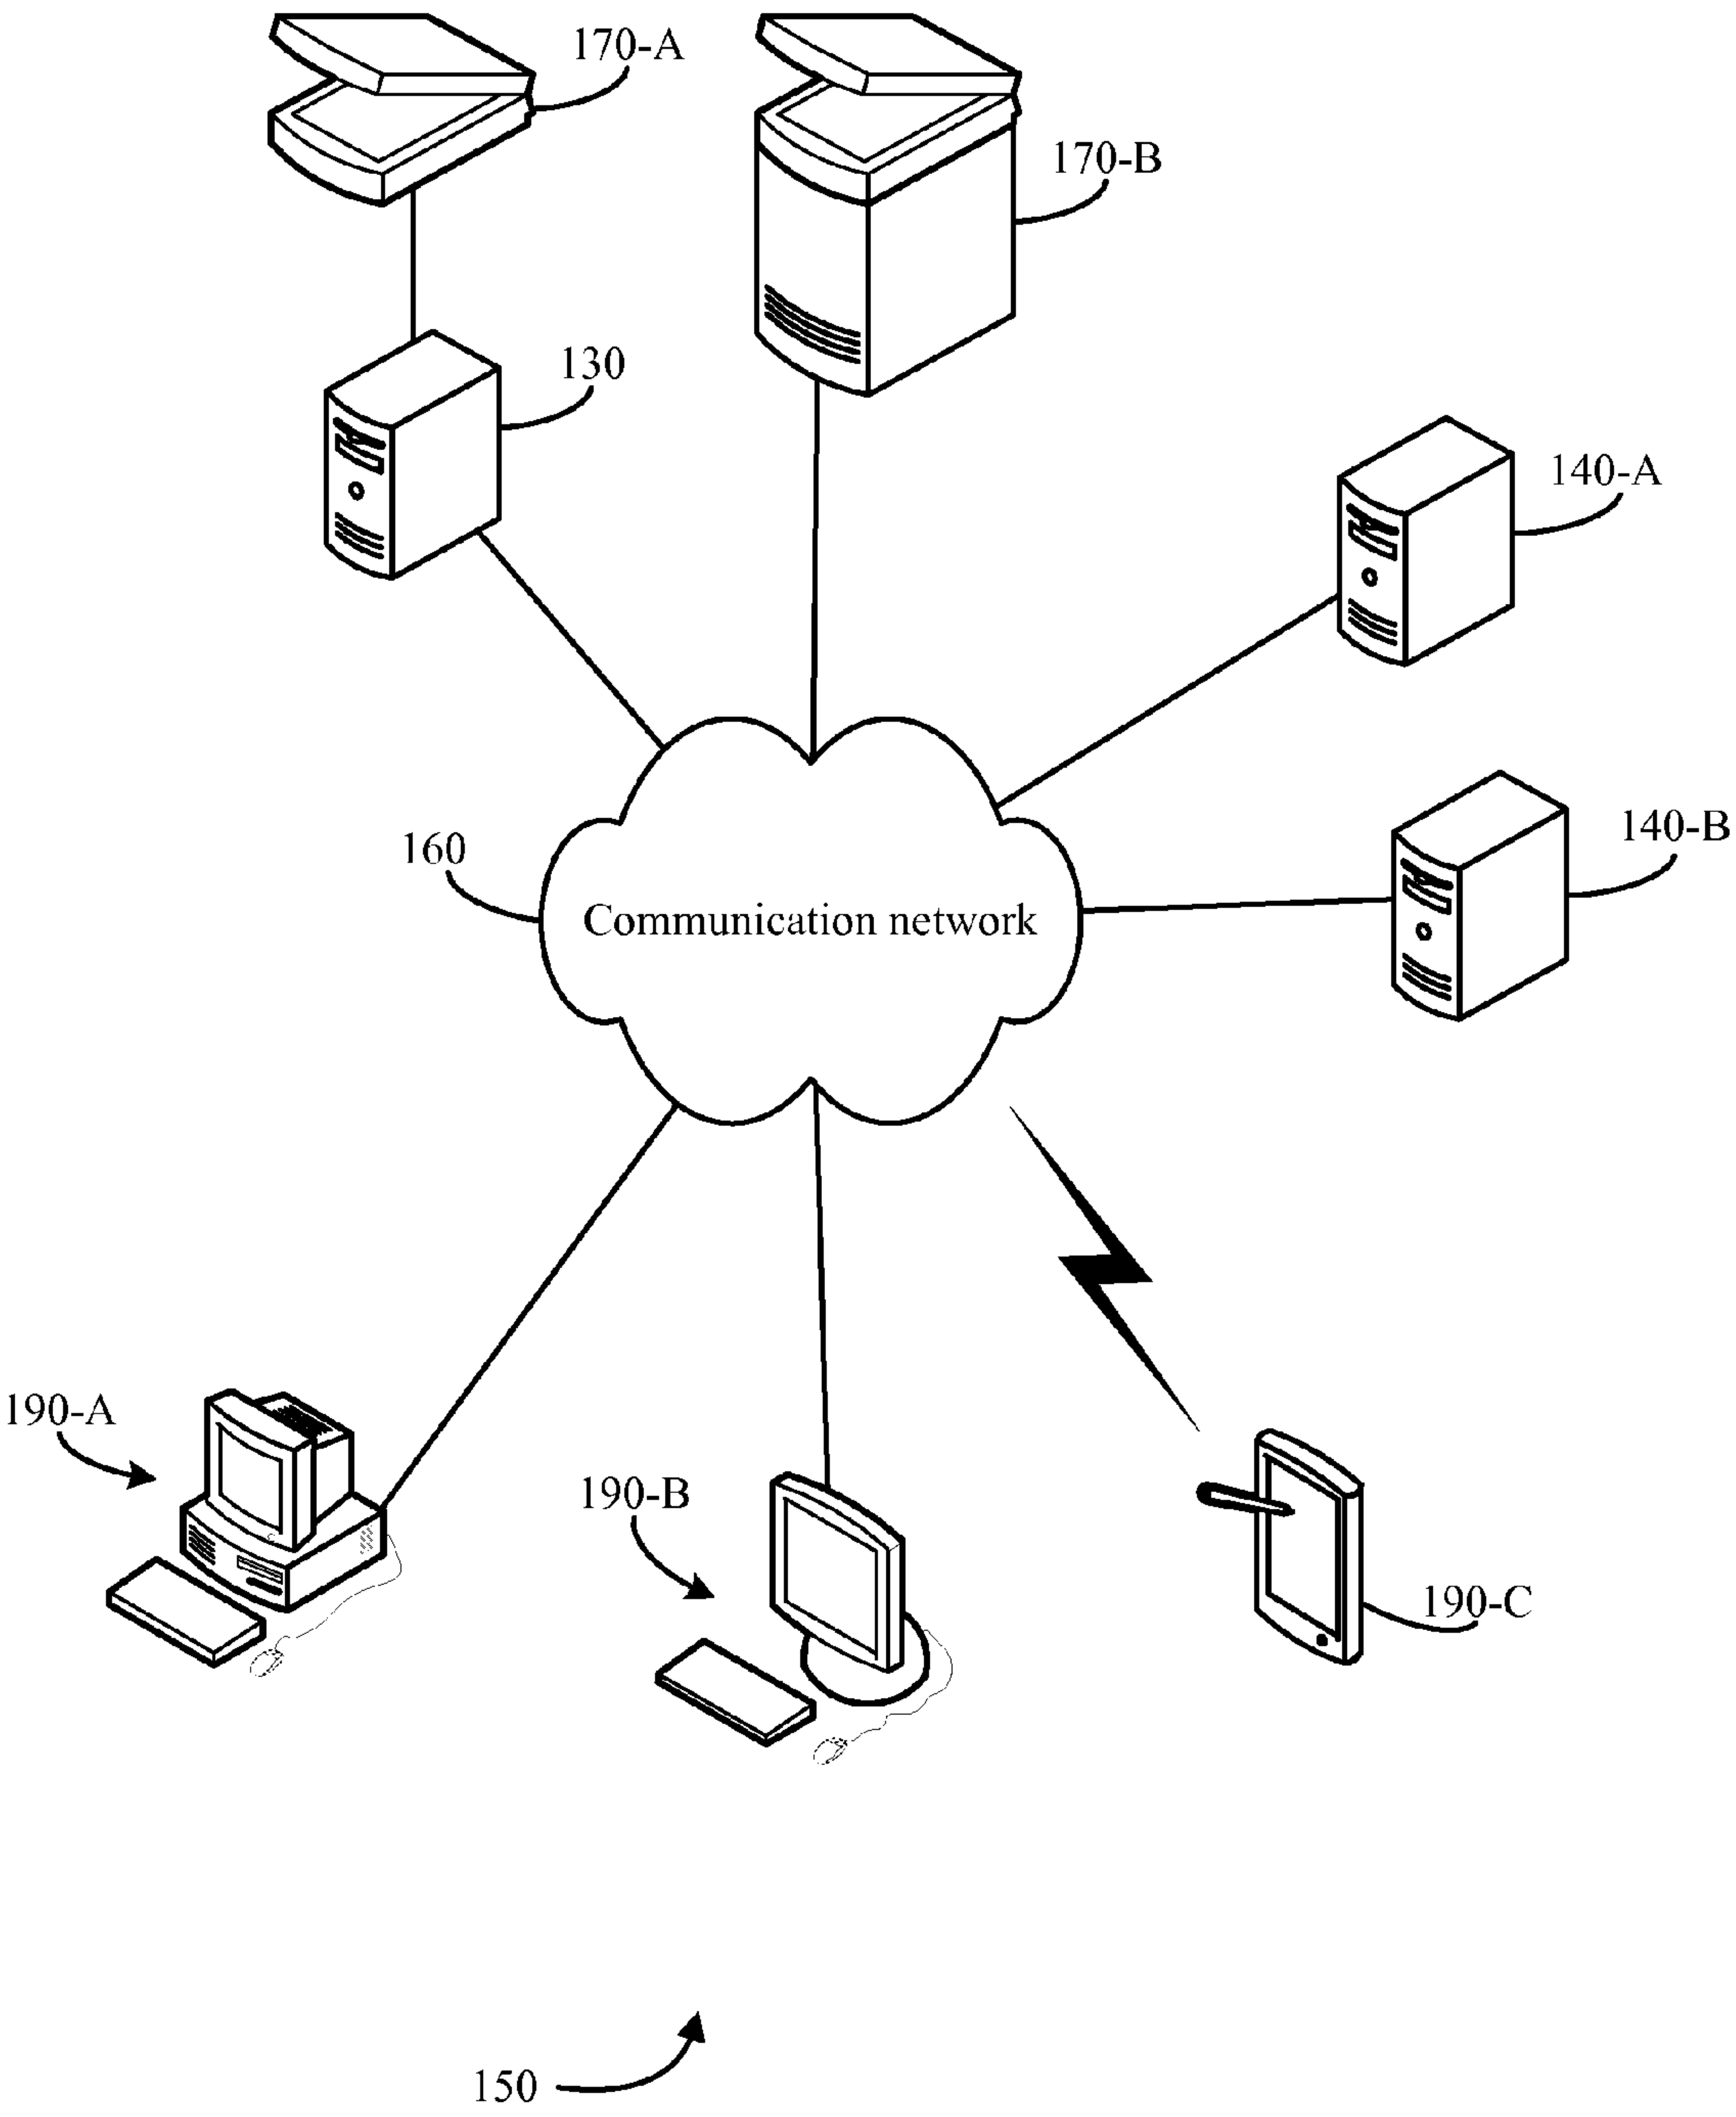 170-A
170-B
130
140-A
140-B
160
Communication network
190-A
190-B
190-C
150